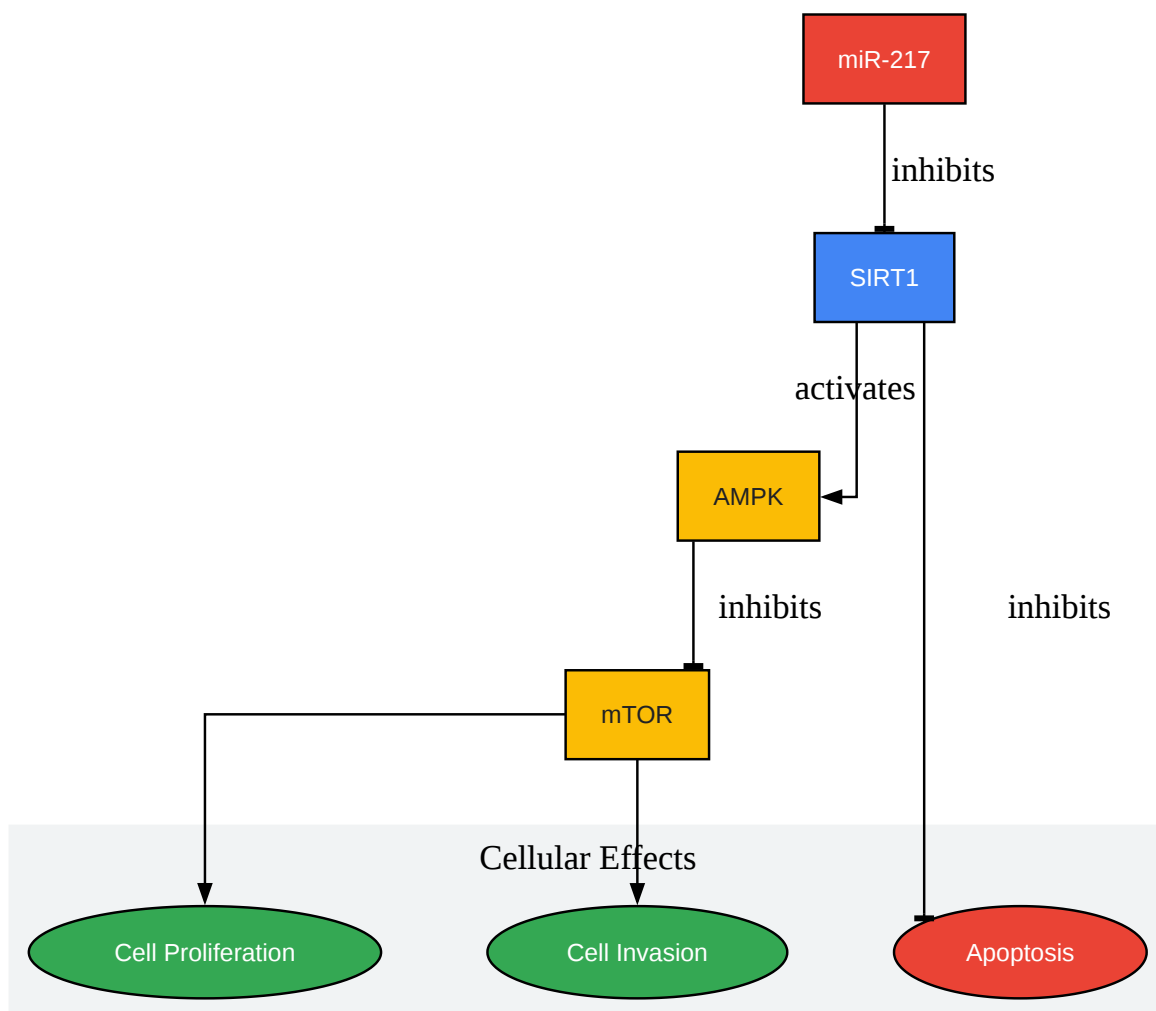 miR-217
inhibits
SIRT1
activates
AMPK
inhibits
inhibits
mTOR
Cellular Effects
Cell Proliferation
Cell Invasion
Apoptosis